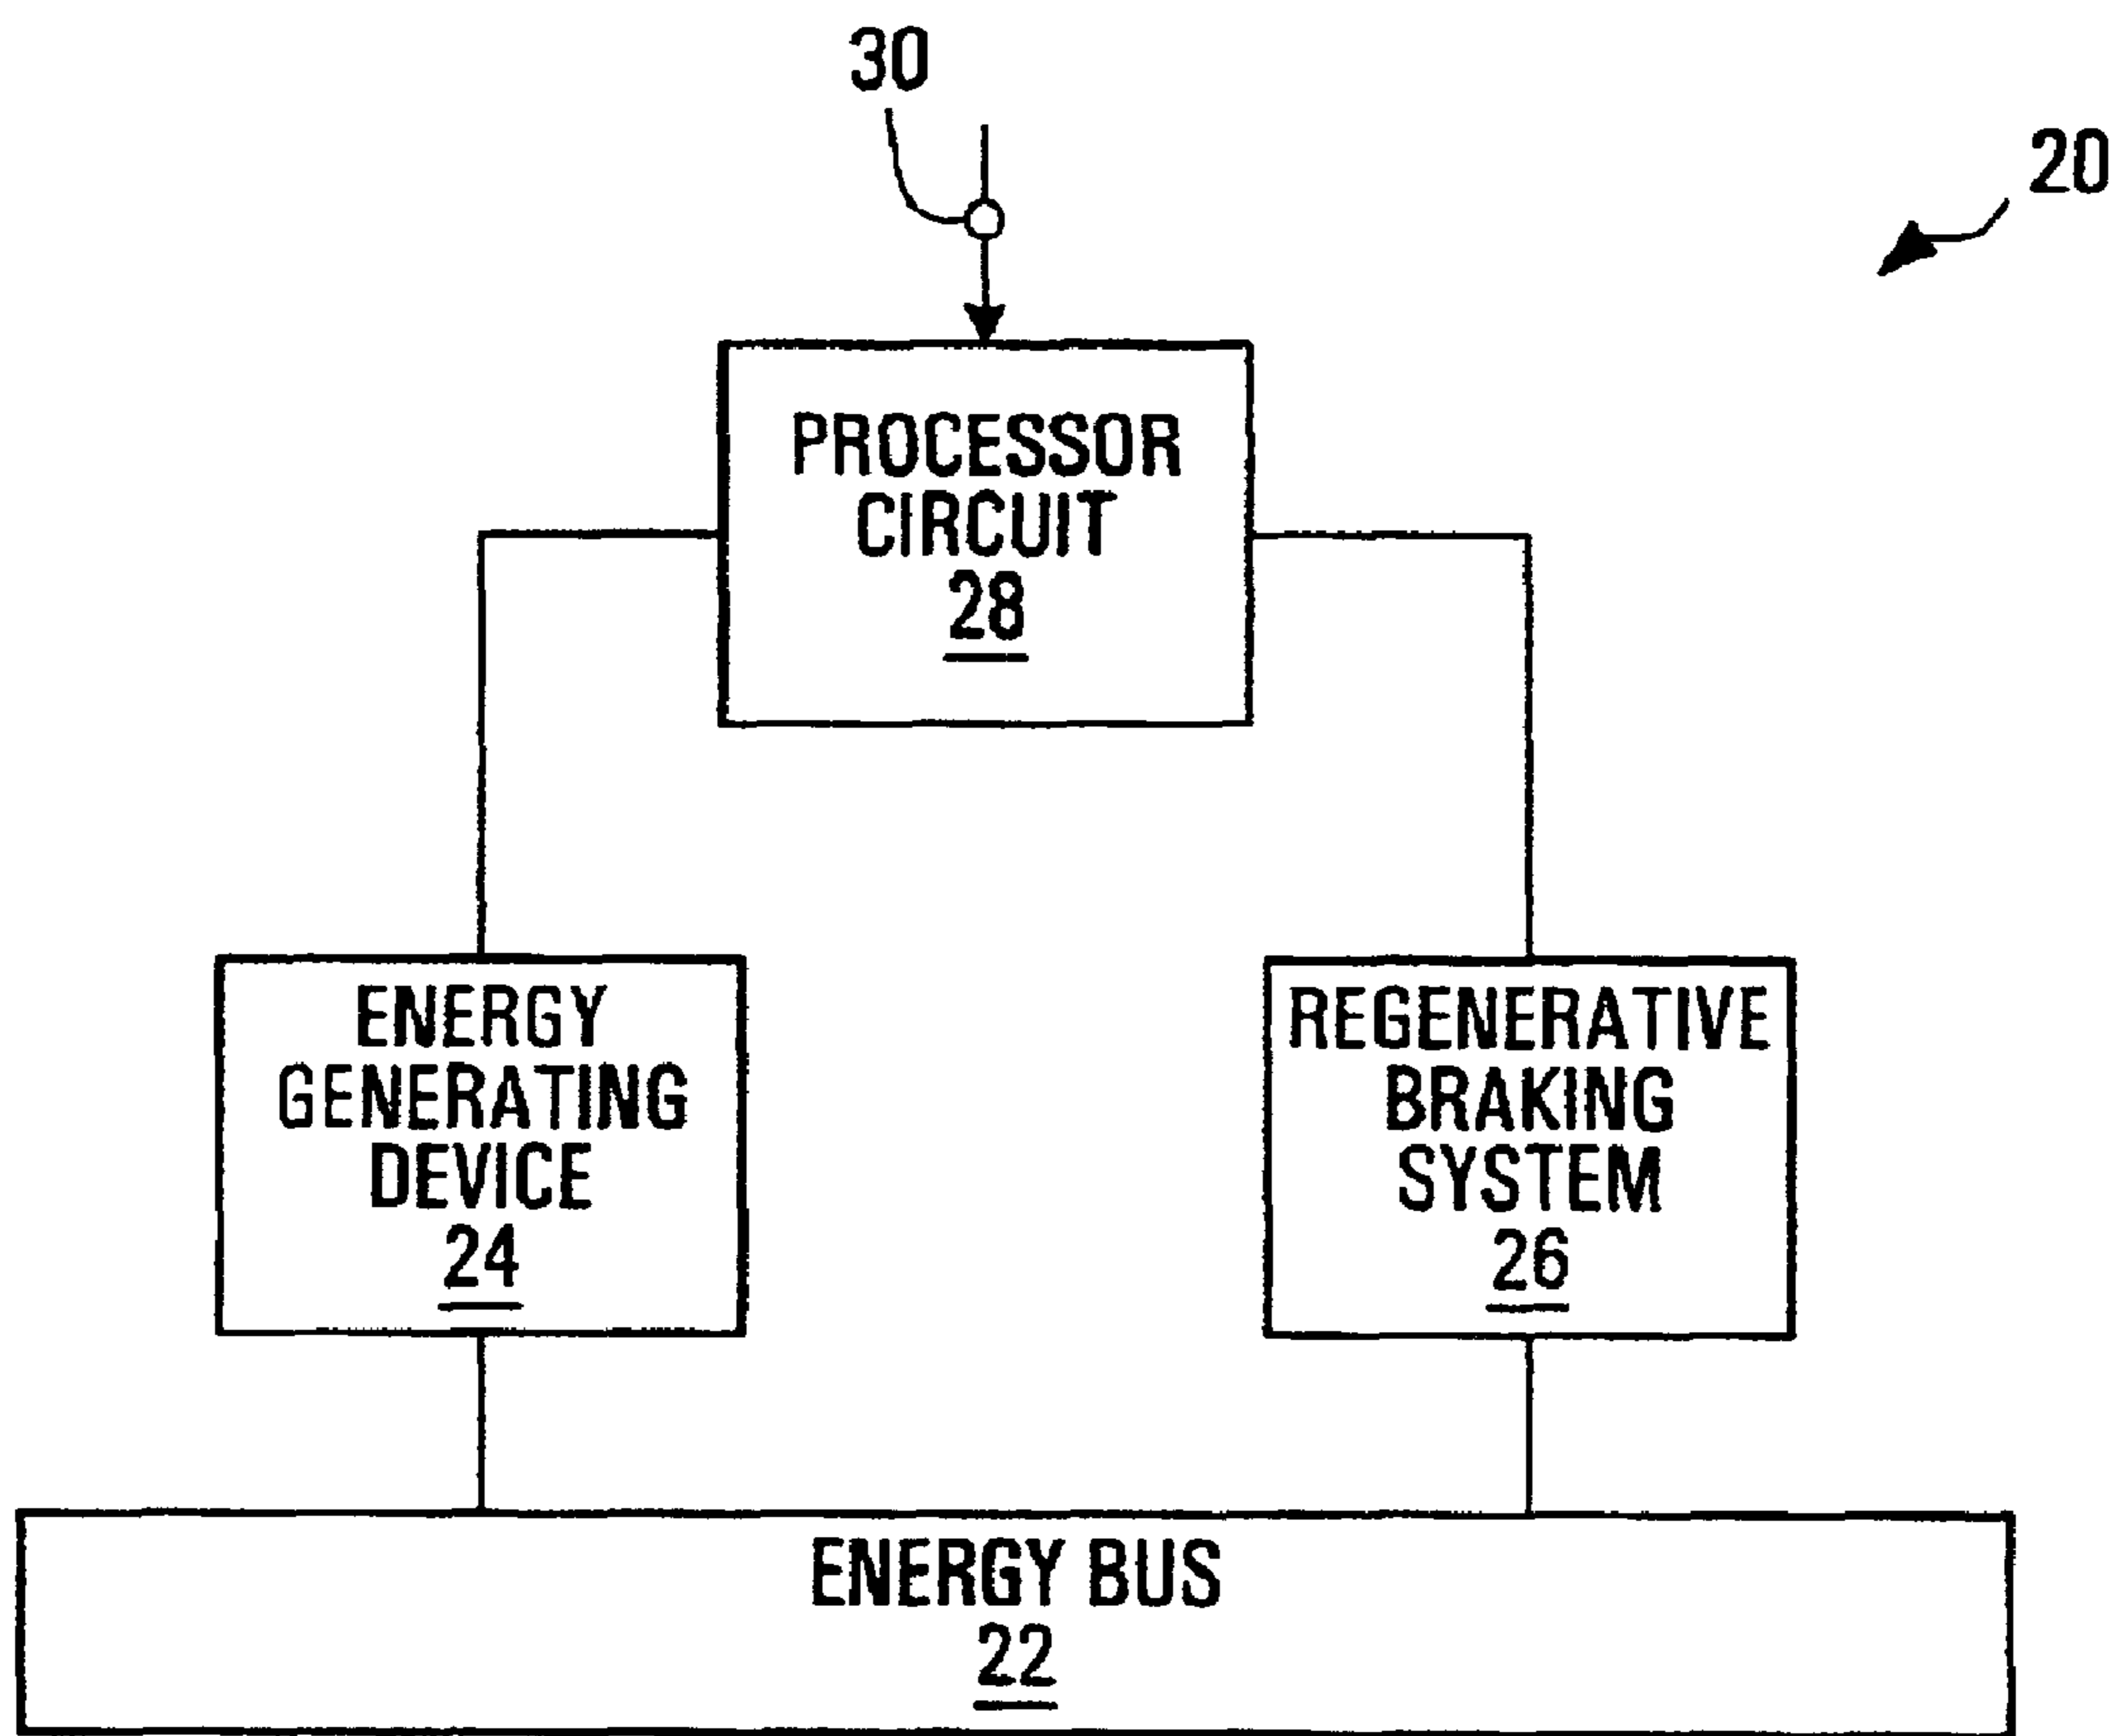 30
20
PROCESSOR
CIRCUIT
28
ENERGY
GENERATING
DEVICE
24
REGENERATIVE
BRAKING
SYSTEM
26
ENERGY BUS
22